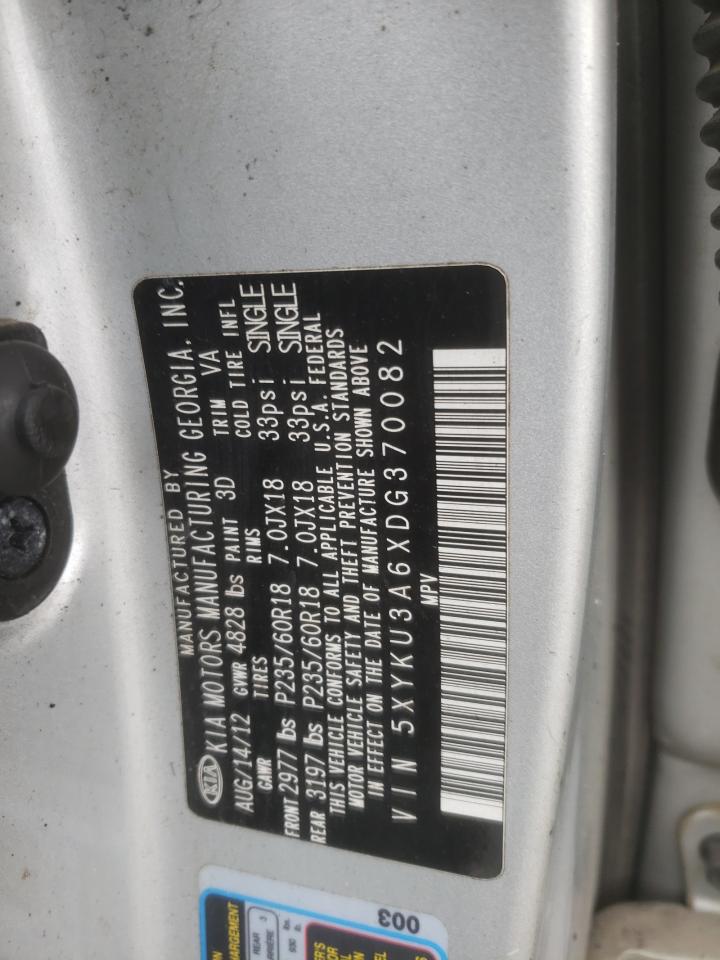 MANUFACTURED BY
KIA KIA MOTORS MANUFACTURING GEORGIA, INC.
AUG/14/12 GVWR 4828 lbs PAINT 3D TRIM VA
GAWR TIRES RIMS COLD TIRE INFL
FRONT 2977 lbs P235/60R18 7.0JX18 33psi SINGLE
REAR 3197 lbs P235/60R18 7.0JX18 33psi SINGLE
THIS VEHICLE CONFORMS TO ALL APPLICABLE U.S.A. FEDERAL
MOTOR VEHICLE SAFETY AND THEFT PREVENTION STANDARDS
IN EFFECT ON THE DATE OF MANUFACTURE SHOWN ABOVE
VIN 5XYKU3A6XDG370082
MPV
003
REAR 3